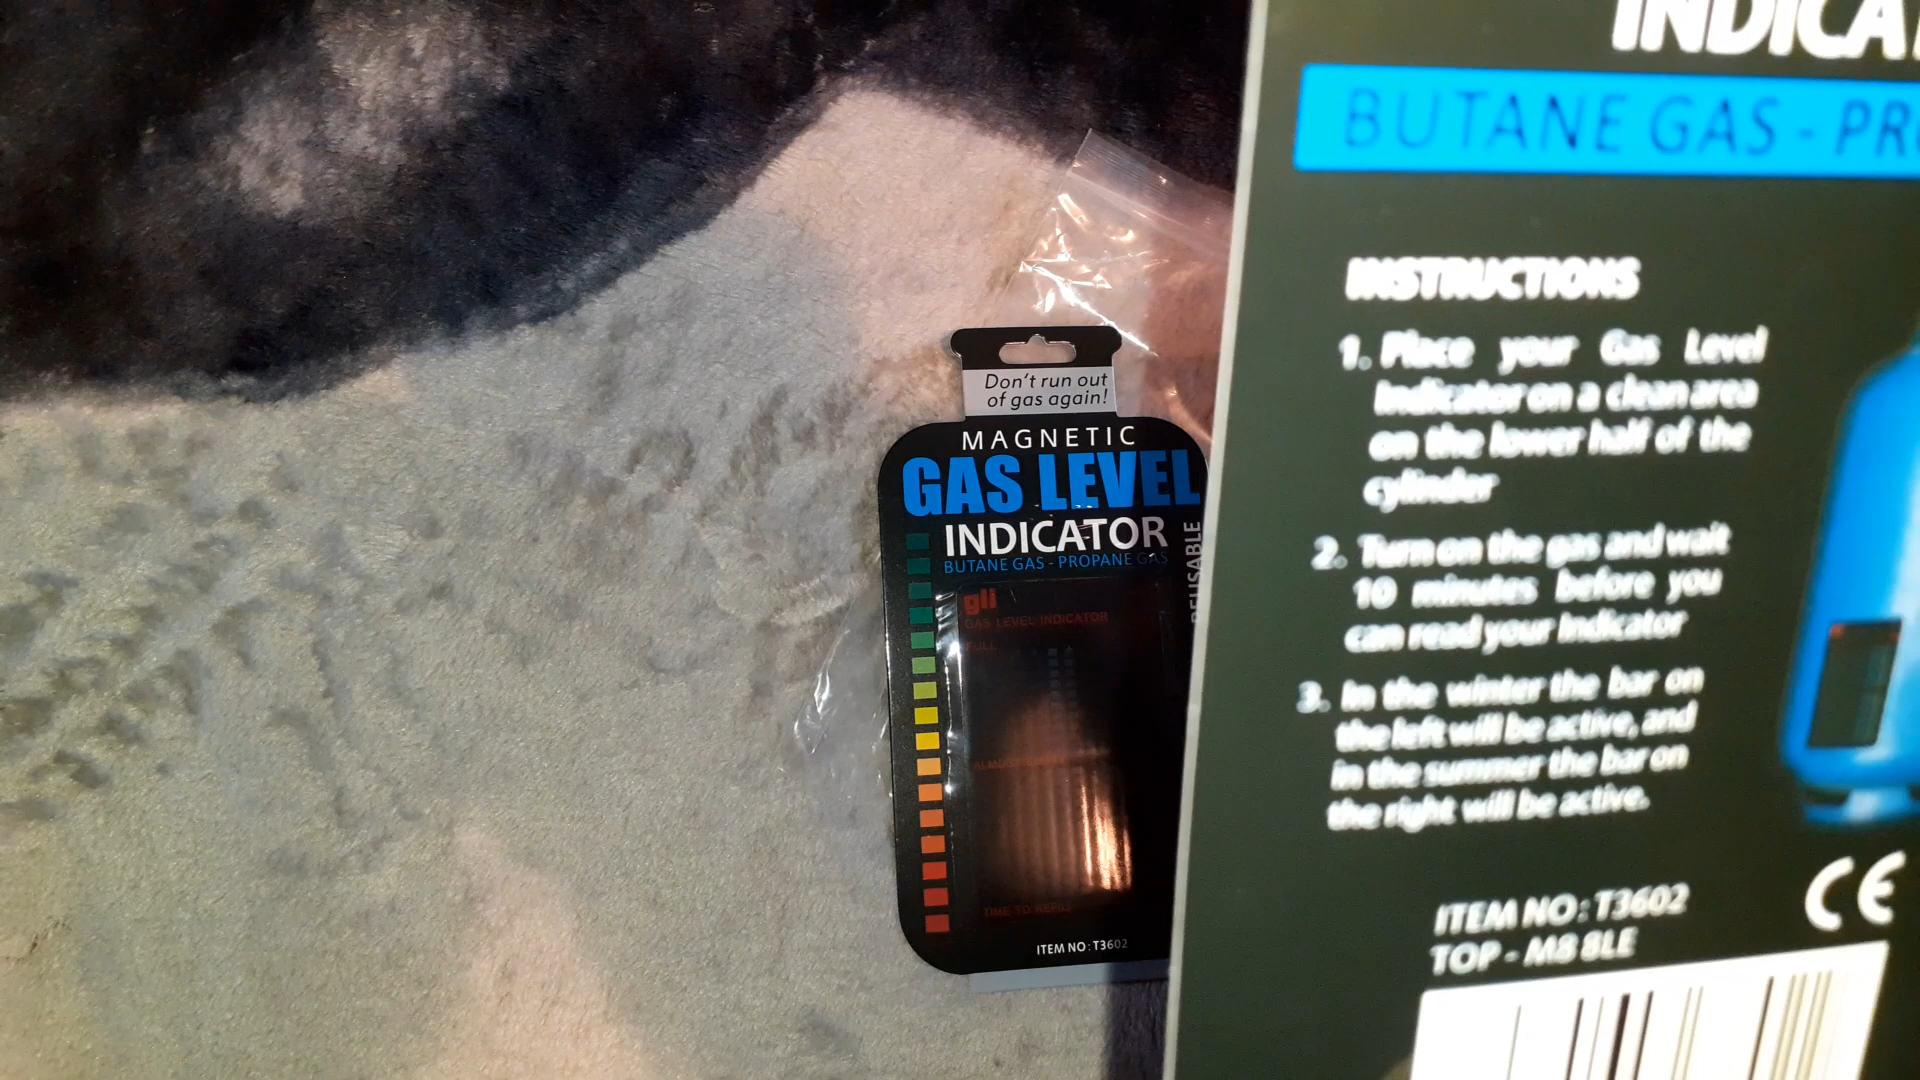 Don't run out
of gas again!
MAGNETIC
GAS LEVEL
INDICATOR
BUTANE GAS - PROPANE GAS
REUSABLE
gli
GAS LEVEL INDICATOR
FULL
TIME TO REFILL
ITEM NO: T3602
BUTANE GAS -
INSTRUCTIONS
1. Place your Gas Level
Indicator on a clean area
on the lower half of the
cylinder
2. Turn on the gas and wait
10 minutes before you
can read your Indicator
3. In the winter the bar on
the left will be active, and
in the summer the bar on
the right will be active.
ITEM NO: T3602
TOP - M8 8LE
CE